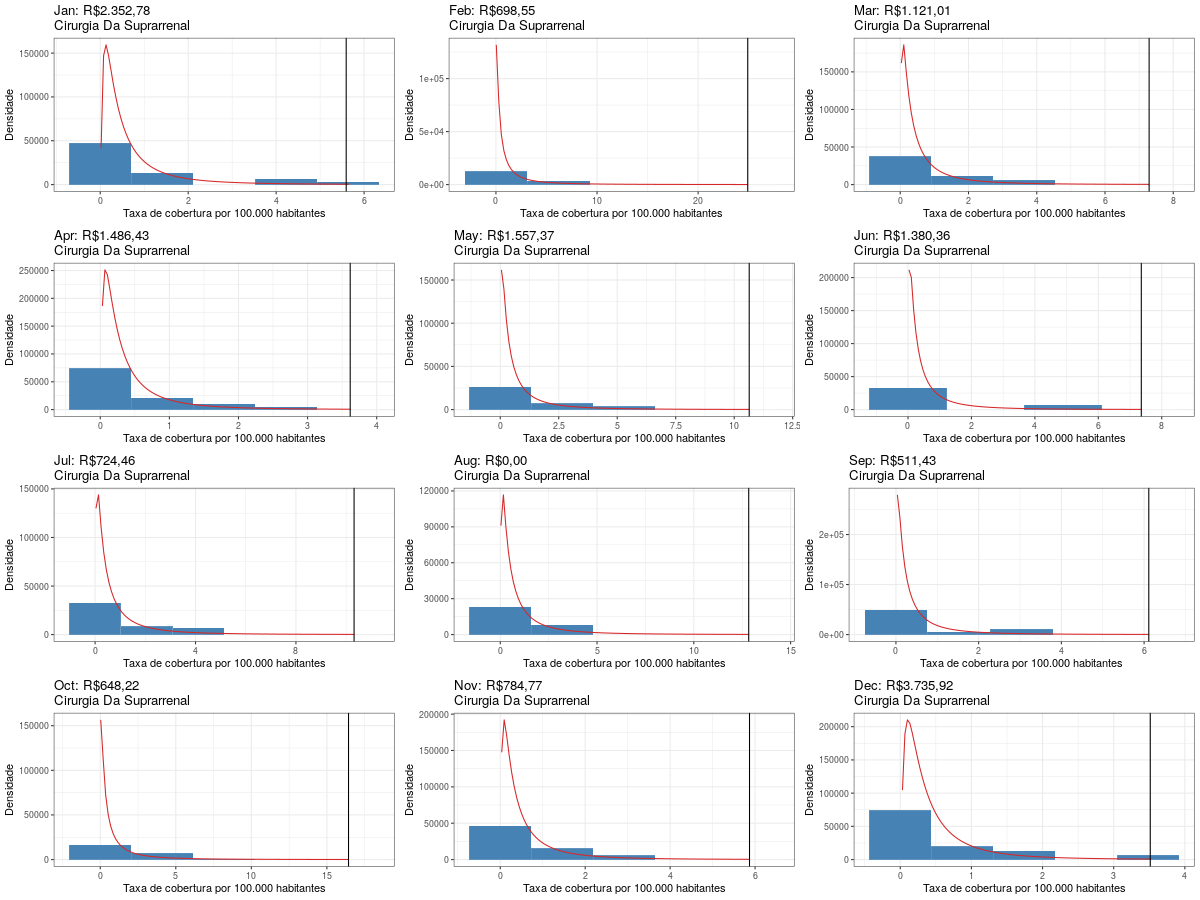 Jan: R$2.352,78
Cirurgia Da Suprarrenal
150000
100000
50000
0
Densidade
0 2 4 6
Taxa de cobertura por 100.000 habitantes
Feb: R$698,55
Cirurgia Da Suprarrenal
1e+05
5e+04
0e+00
Densidade
0 10 20
Taxa de cobertura por 100.000 habitantes
Mar: R$1.121,01
Cirurgia Da Suprarrenal
150000
100000
50000
0
Densidade
0 2 4 6 8
Taxa de cobertura por 100.000 habitantes
Apr: R$1.486,43
Cirurgia Da Suprarrenal
250000
200000
150000
100000
50000
0
Densidade
0 1 2 3 4
Taxa de cobertura por 100.000 habitantes
May: R$1.557,37
Cirurgia Da Suprarrenal
150000
100000
50000
0
Densidade
0 2.5 5 7.5 10 12.5
Taxa de cobertura por 100.000 habitantes
Jun: R$1.380,36
Cirurgia Da Suprarrenal
200000
150000
100000
50000
0
Densidade
0 2 4 6 8
Taxa de cobertura por 100.000 habitantes
Jul: R$724,46
Cirurgia Da Suprarrenal
150000
100000
50000
0
Densidade
0 4 8
Taxa de cobertura por 100.000 habitantes
Aug: R$0,00
Cirurgia Da Suprarrenal
120000
90000
60000
30000
0
Densidade
0 5 10 15
Taxa de cobertura por 100.000 habitantes
Sep: R$511,43
Cirurgia Da Suprarrenal
2e+05
1e+05
0e+00
Densidade
0 2 4 6
Taxa de cobertura por 100.000 habitantes
Oct: R$648,22
Cirurgia Da Suprarrenal
150000
100000
50000
0
Densidade
0 5 10 15
Taxa de cobertura por 100.000 habitantes
Nov: R$784,77
Cirurgia Da Suprarrenal
200000
150000
100000
50000
0
Densidade
0 2 4 6
Taxa de cobertura por 100.000 habitantes
Dec: R$3.735,92
Cirurgia Da Suprarrenal
200000
150000
100000
50000
0
Densidade
0 1 2 3 4
Taxa de cobertura por 100.000 habitantes